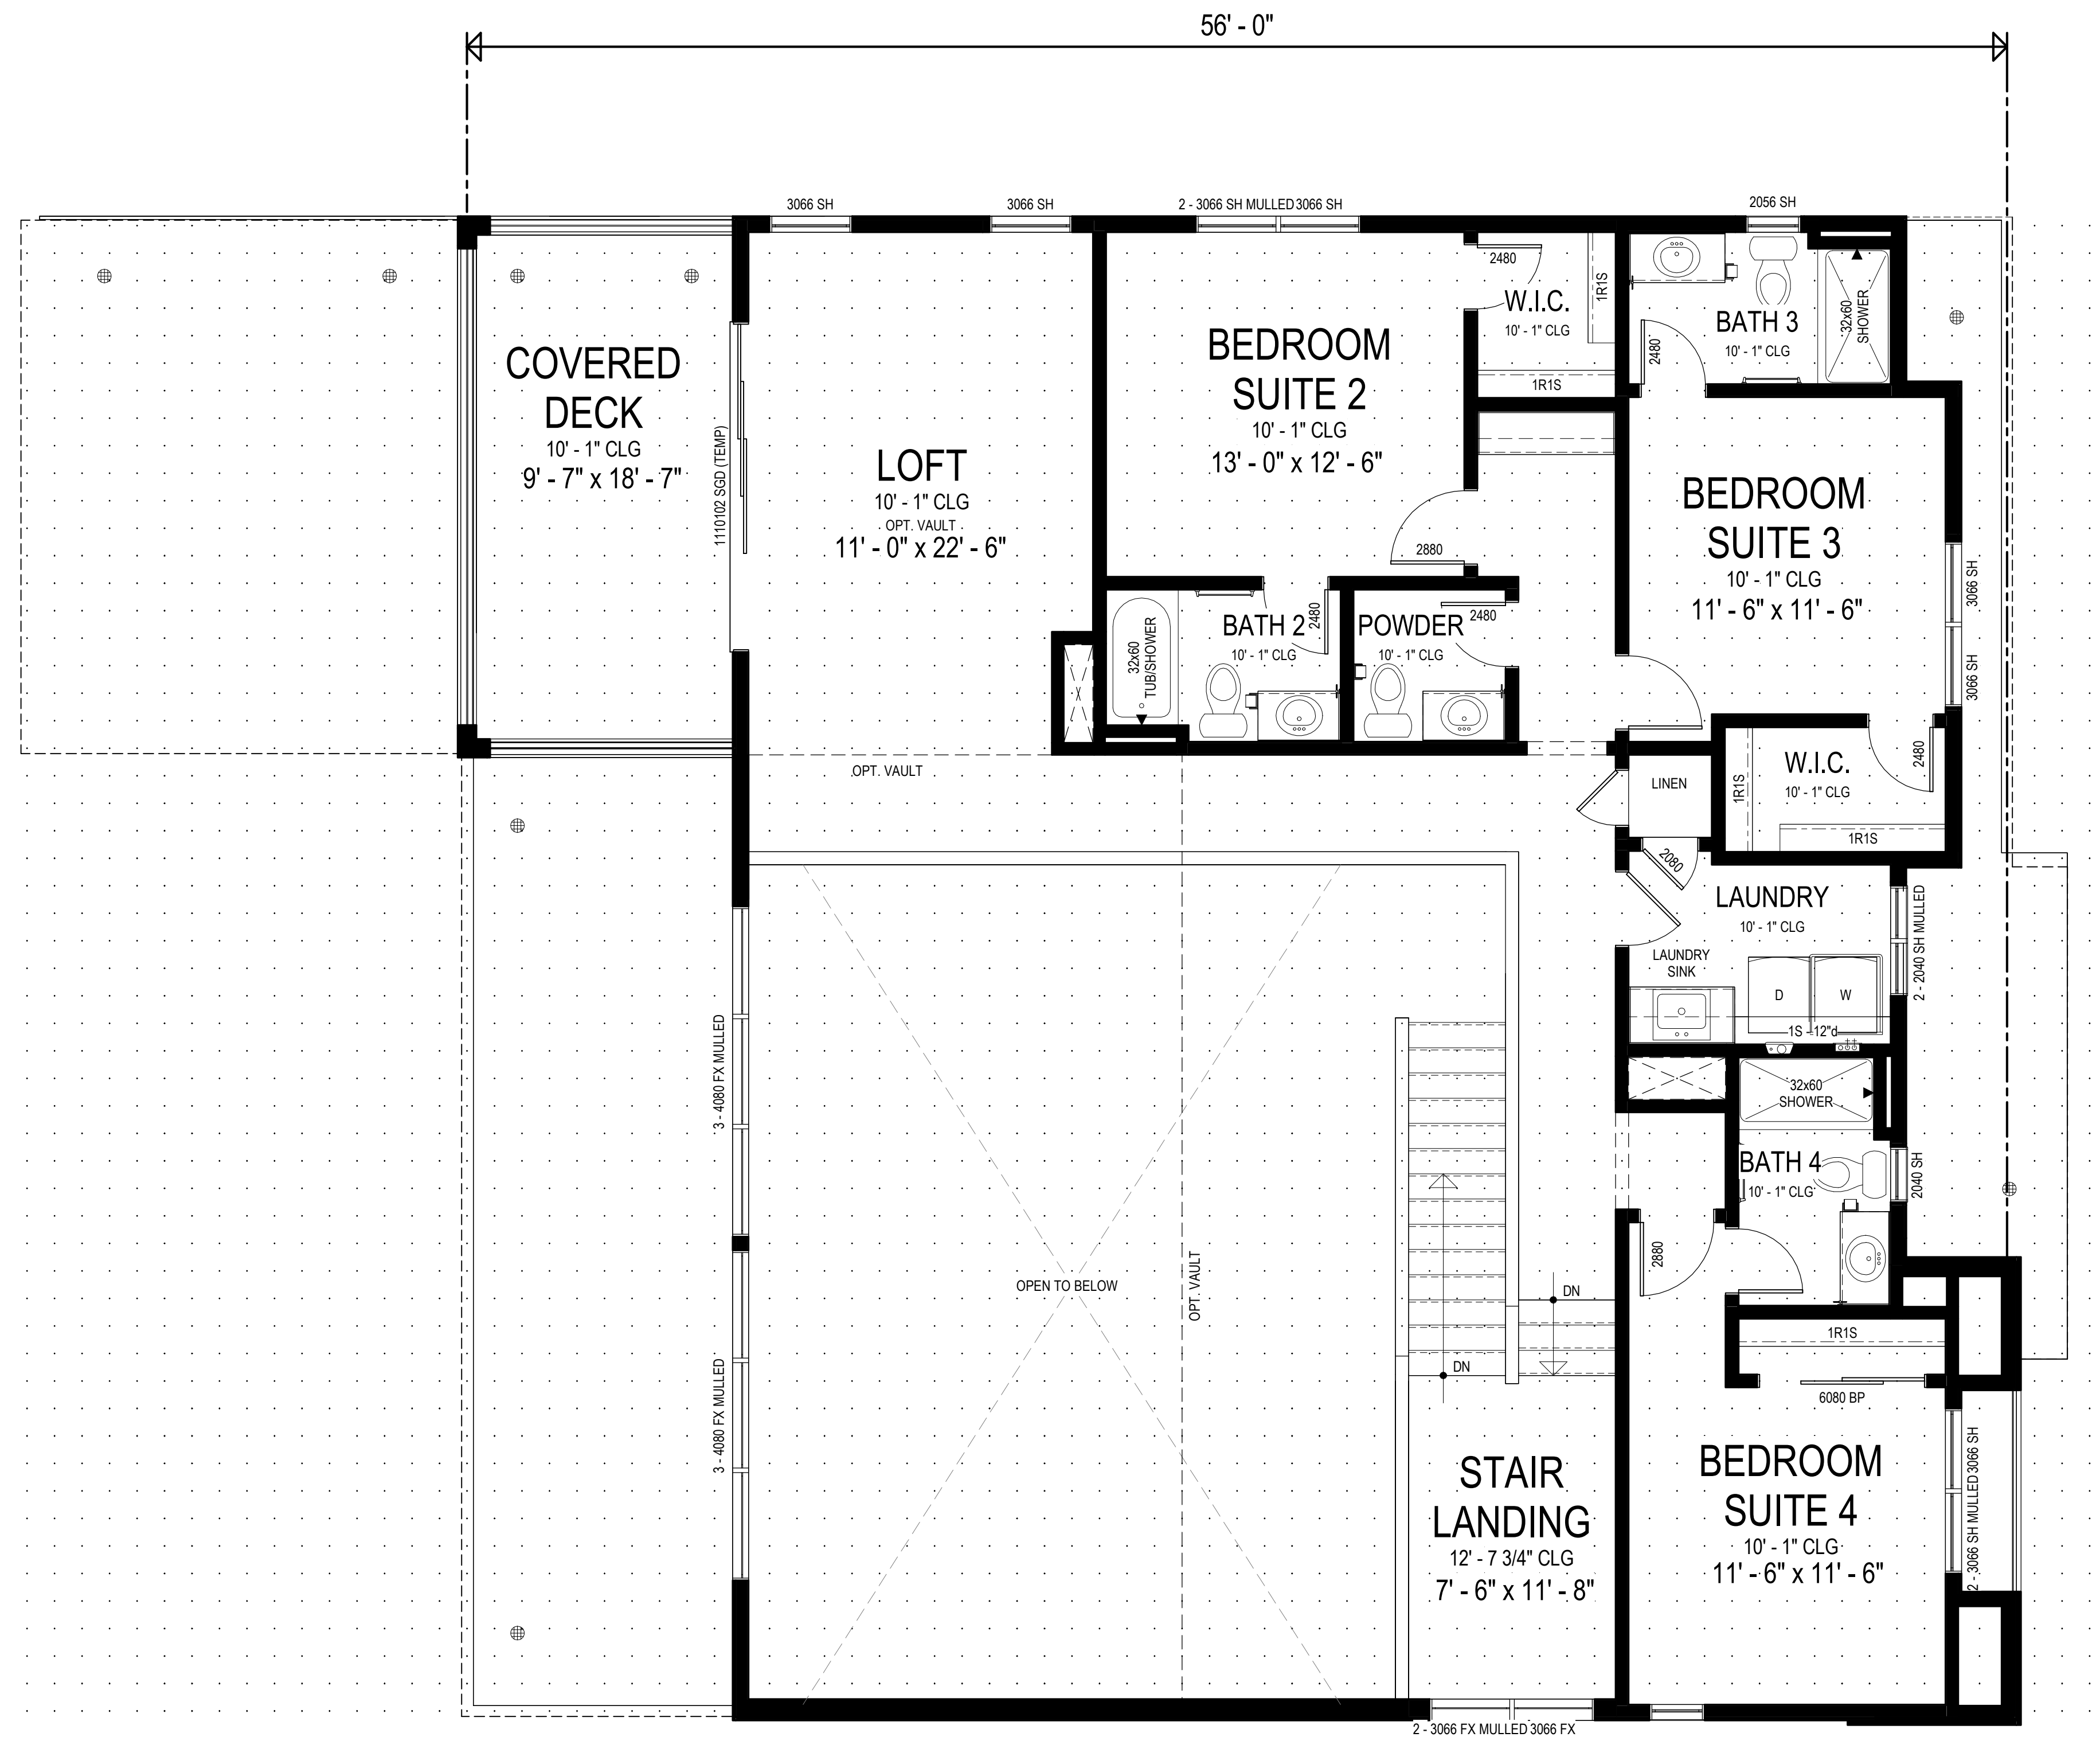 56' - 0"
3066 SH
3066 SH
2 - 3066 SH MULLED 3066 SH
2056 SH
COVERED
DECK
10' - 1" CLG
9' - 7" x 18' - 7"
1110102 SGD (TEMP)
LOFT
10' - 1" CLG
OPT. VAULT
11' - 0" x 22' - 6"
BEDROOM
SUITE 2
10' - 1" CLG
13' - 0" x 12' - 6"
2880
2480
W.I.C.
10' - 1" CLG
1R1S
1R1S
BATH 3
10' - 1" CLG
2480
32x60
SHOWER
BEDROOM
SUITE 3
10' - 1" CLG
11' - 6" x 11' - 6"
3066 SH
3066 SH
32x60
TUB/SHOWER
BATH 2
10' - 1" CLG
2480
POWDER
10' - 1" CLG
2480
OPT. VAULT
LINEN
2080
W.I.C.
10' - 1" CLG
2480
1R1S
1R1S
LAUNDRY
10' - 1" CLG
LAUNDRY
SINK
D
W
1S - 12"d
2 - 2040 SH MULLED
3 - 4080 FX MULLED
32x60
SHOWER
BATH 4
10' - 1" CLG
2040 SH
2880
OPEN TO BELOW
OPT. VAULT
DN
DN
1R1S
6080 BP
3 - 4080 FX MULLED
STAIR
LANDING
12' - 7 3/4" CLG
7' - 6" x 11' - 8"
BEDROOM
SUITE 4
10' - 1" CLG
11' - 6" x 11' - 6"
2 - 3066 SH MULLED 3066 SH
2 - 3066 FX MULLED 3066 FX